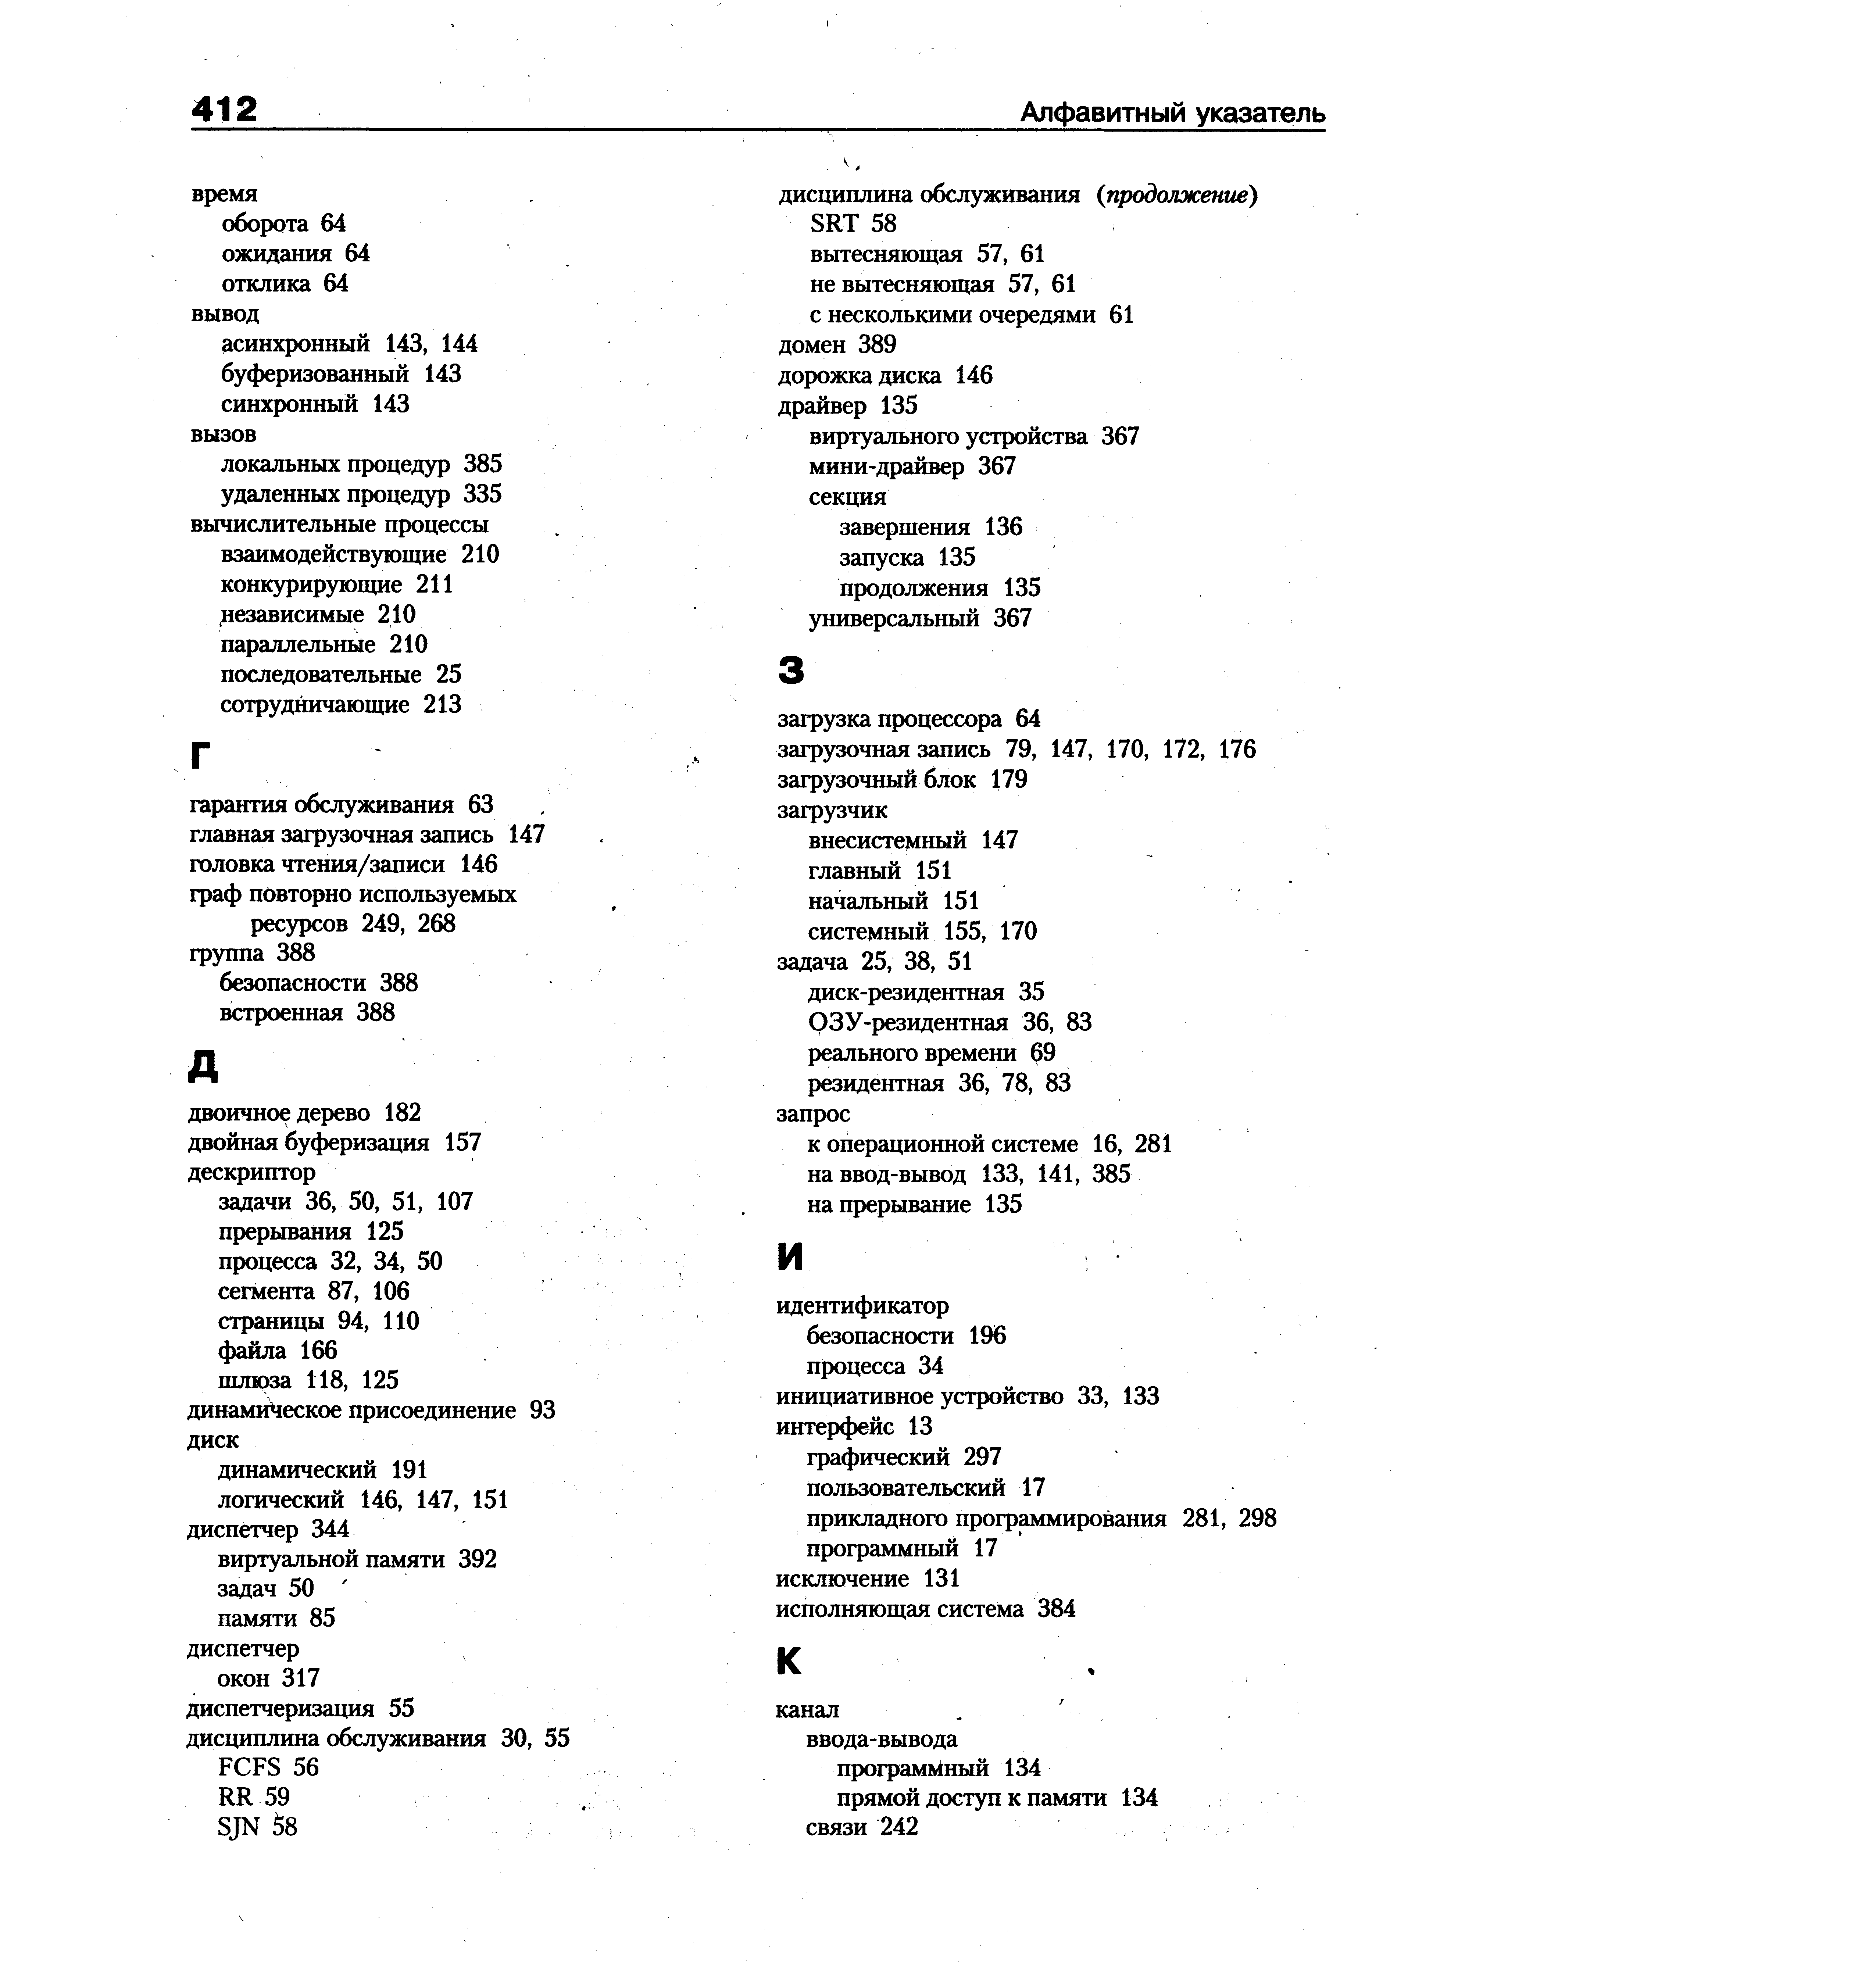 412
Алфавитный указатель
время
оборота 64
ожидания 64
отклика 64
вывод
асинхронный 143, 144
буферизованный 143
синхронный 143
вызов
локальных процедур 385
удаленных процедур 335
вычислительные процессы
взаимодействующие 210
конкурирующие 211
независимые 210
параллельные 210
последовательные 25
сотрудничающие 213
Г
гарантия обслуживания 63
главная загрузочная запись 147
головка чтения/записи 146
граф повторно используемых
ресурсов 249, 268
группа 388
безопасности 388
встроенная 388
Д
двоичное дерево 182
двойная буферизация 157
дескриптор
задачи 36, 50, 51, 107
прерывания 125
процесса 32, 34, 50
сегмента 87, 106
страницы 94, 110
файла 166
шлюза 118, 125
динамическое присоединение 93
диск
динамический 191
логический 146, 147, 151
диспетчер 344
виртуальной памяти 392
задач 50
памяти 85
диспетчер
окон 317
диспетчеризация 55
дисциплина обслуживания 30, 55
FCFS 56
RR 59
SJN 58
дисциплина обслуживания (продолжение)
SRT 58
вытесняющая 57, 61
не вытесняющая 57, 61
с несколькими очередями 61
домен 389
дорожка диска 146
драйвер 135
виртуального устройства 367
мини-драйвер 367
секция
завершения 136
запуска 135
продолжения 135
универсальный 367
З
загрузка процессора 64
загрузочная запись 79, 147, 170, 172, 176
загрузочный блок 179
загрузчик
внесистемный 147
главный 151
начальный 151
системный 155, 170
задача 25, 38, 51
диск-резидентная 35
ОЗУ-резидентная 36, 83
реального времени 69
резидентная 36, 78, 83
запрос
к операционной системе 16, 281
на ввод-вывод 133, 141, 385
на прерывание 135
И
идентификатор
безопасности 196
процесса 34
инициативное устройство 33, 133
интерфейс 13
графический 297
пользовательский 17
прикладного программирования 281, 298
программный 17
исключение 131
исполняющая система 384
К
канал
ввода-вывода
программный 134
прямой доступ к памяти 134
связи 242